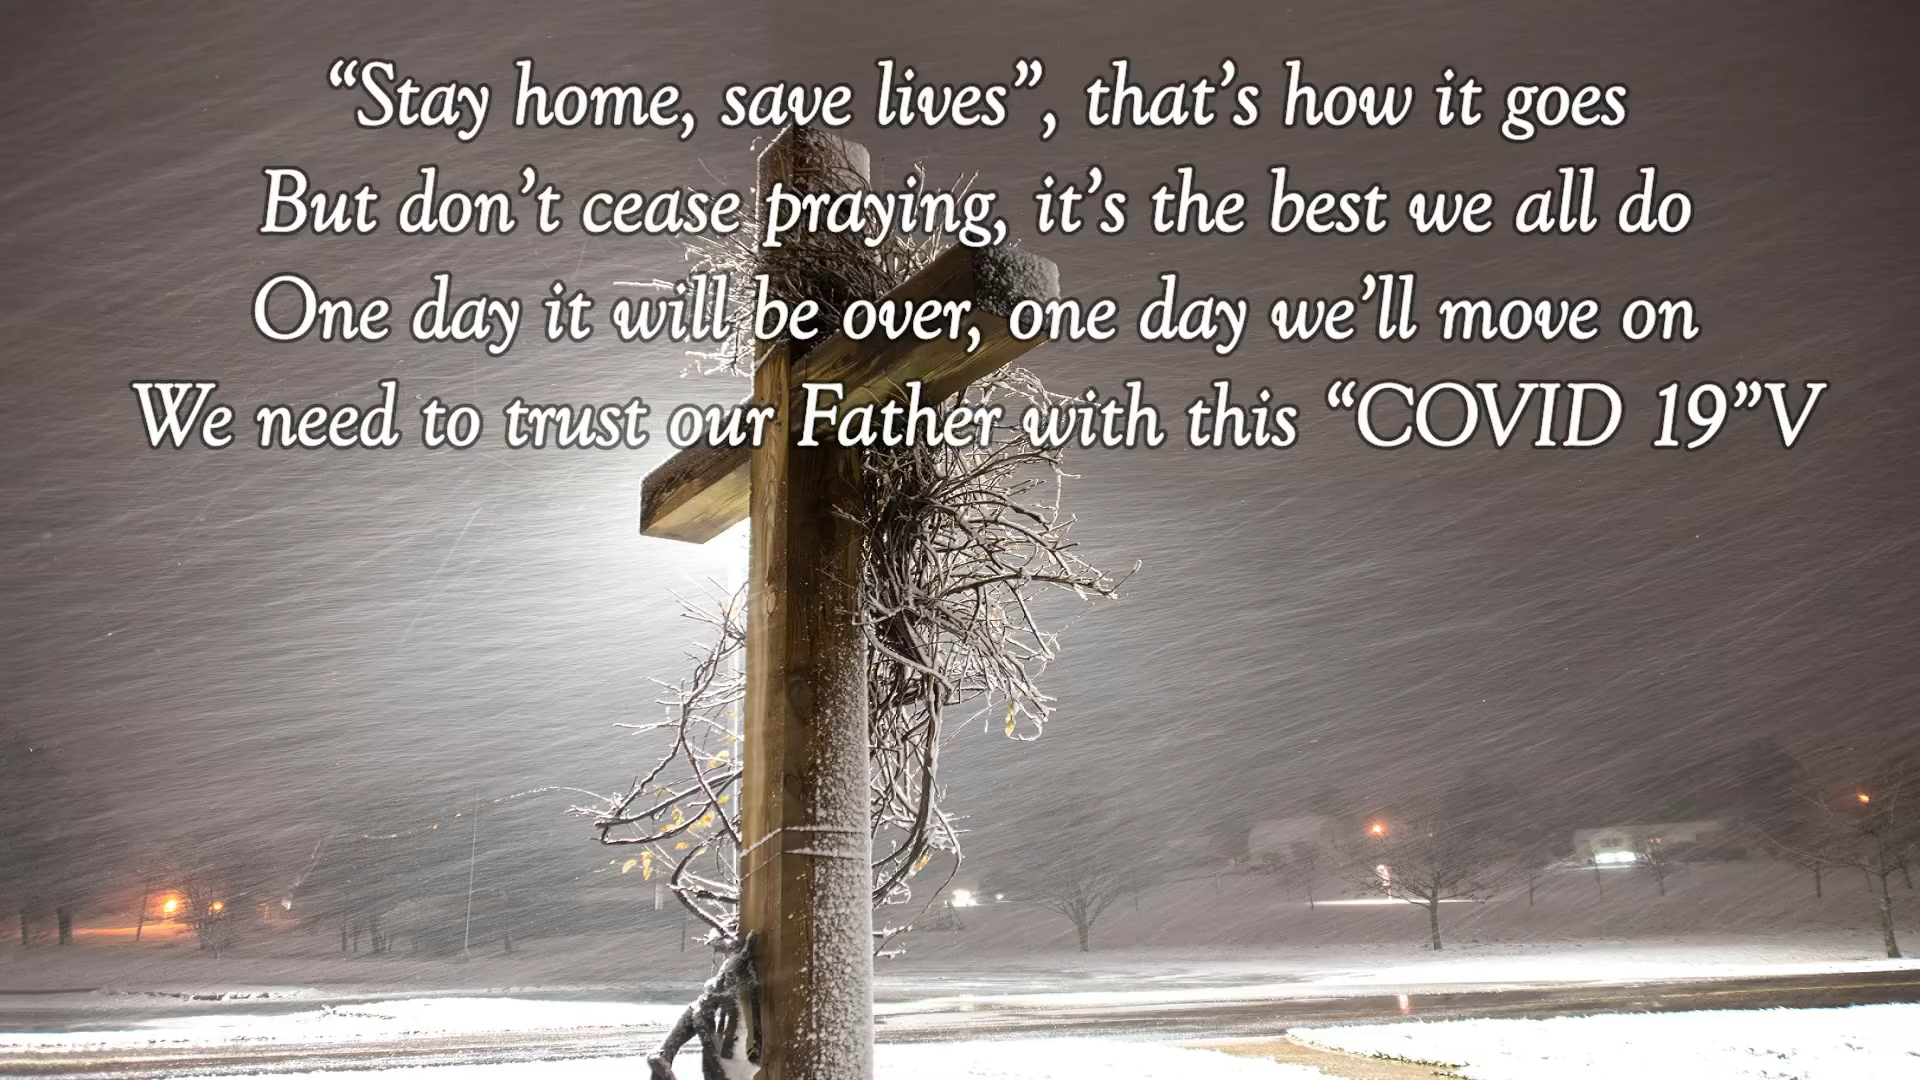 “Stay home, save lives”, that’s how it goes
But don’t cease praying, it’s the best we all do
One day it will be over, one day we’ll move on
We need to trust our Father with this “COVID 19”V